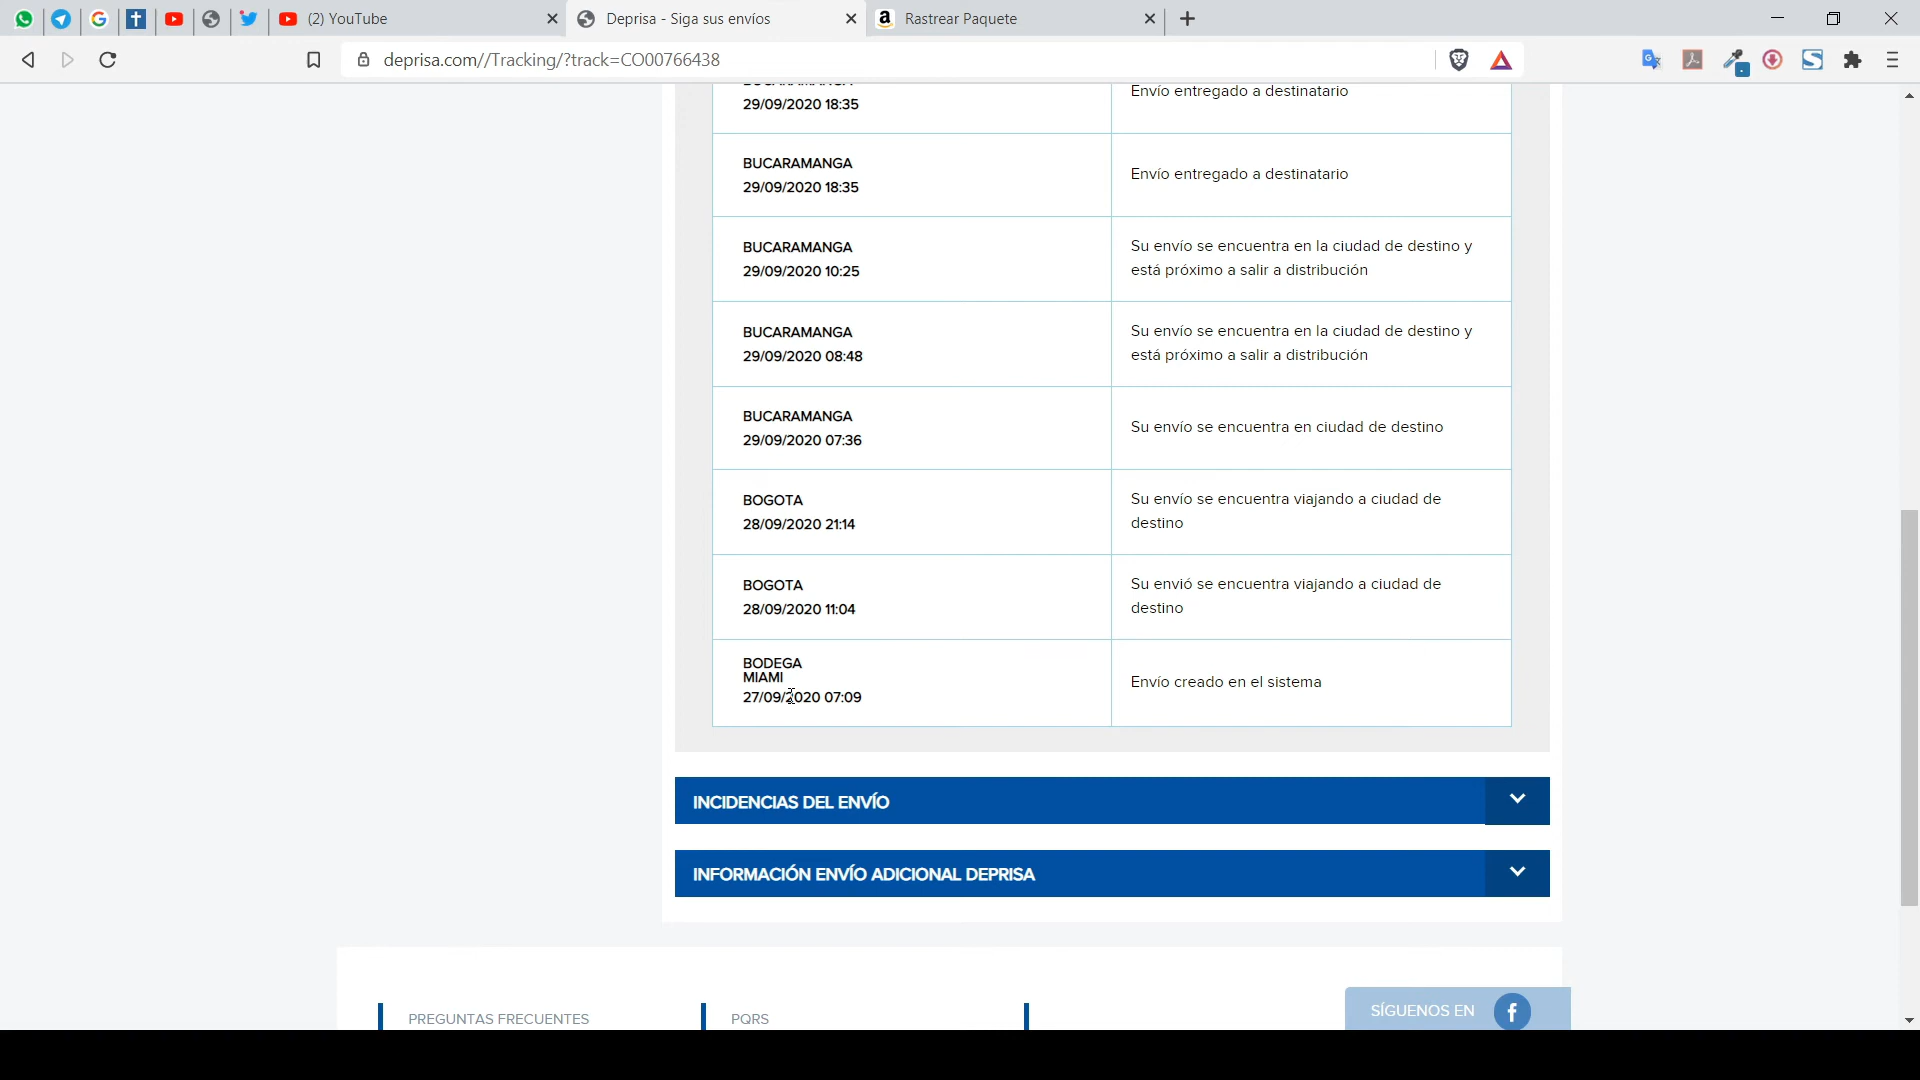 (2) YouTube
Deprisa - Siga sus envíos
a Rastrear Paquete
deprisa.com//Tracking/?track=CO00766438
29/09/2020 18:35
Envío entregado a destinatario
BUCARAMANGA
29/09/2020 18:35
Envío entregado a destinatario
BUCARAMANGA
29/09/2020 10:25
Su envío se encuentra en la ciudad de destino y
está próximo a salir a distribución
BUCARAMANGA
29/09/2020 08:48
Su envío se encuentra en la ciudad de destino y
está próximo a salir a distribución
BUCARAMANGA
29/09/2020 07:36
Su envío se encuentra en ciudad de destino
BOGOTA
28/09/2020 21:14
Su envío se encuentra viajando a ciudad de
destino
BOGOTA
28/09/2020 11:04
Su envió se encuentra viajando a ciudad de
destino
BODEGA
MIAMI
27/09/2020 07:09
Envío creado en el sistema
INCIDENCIAS DEL ENVÍO
INFORMACIÓN ENVÍO ADICIONAL DEPRISA
PREGUNTAS FRECUENTES
PQRS
SÍGUENOS EN